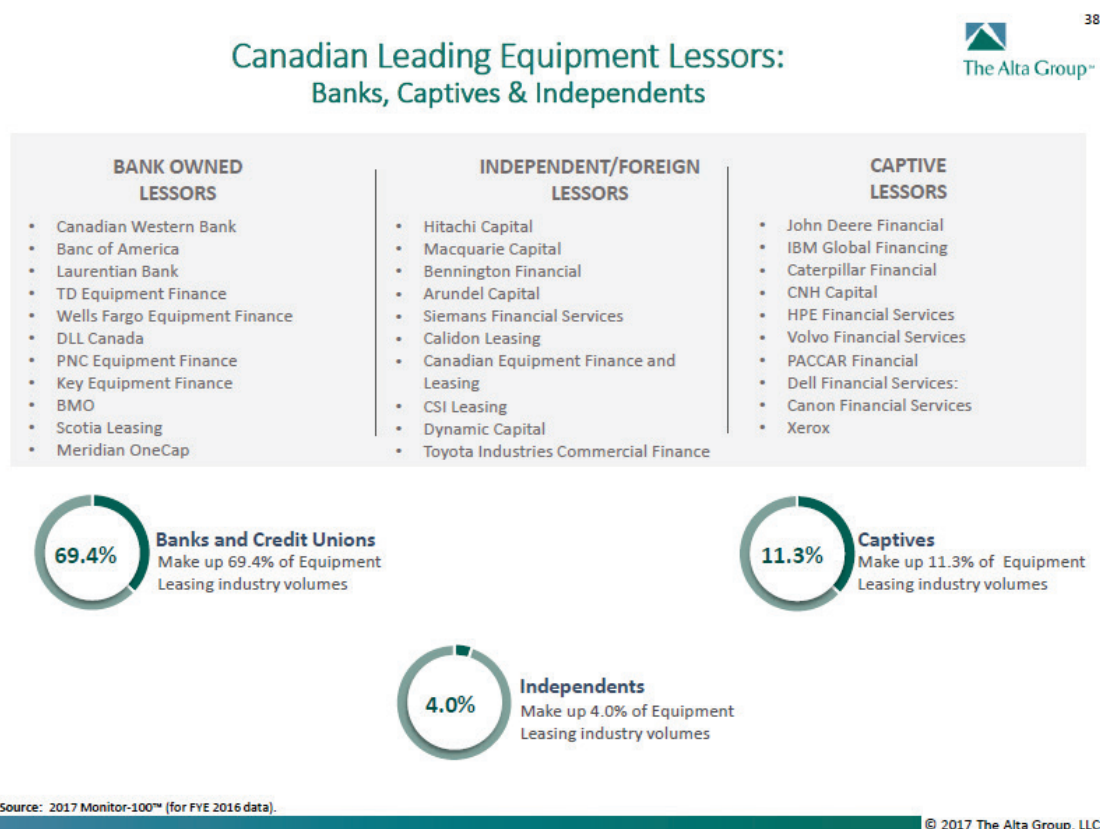 38
The Alta Group℠
Canadian Leading Equipment Lessors:
Banks, Captives & Independents
BANK OWNED
LESSORS
• Canadian Western Bank
• Banc of America
• Laurentian Bank
• TD Equipment Finance
• Wells Fargo Equipment Finance
• DLL Canada
• PNC Equipment Finance
• Key Equipment Finance
• BMO
• Scotia Leasing
• Meridian OneCap
INDEPENDENT/FOREIGN
LESSORS
• Hitachi Capital
• Macquarie Capital
• Bennington Financial
• Arundel Capital
• Siemans Financial Services
• Calidon Leasing
• Canadian Equipment Finance and
Leasing
• CSI Leasing
• Dynamic Capital
• Toyota Industries Commercial Finance
CAPTIVE
LESSORS
• John Deere Financial
• IBM Global Financing
• Caterpillar Financial
• CNH Capital
• HPE Financial Services
• Volvo Financial Services
• PACCAR Financial
• Dell Financial Services:
• Canon Financial Services
• Xerox
69.4%
Banks and Credit Unions
Make up 69.4% of Equipment
Leasing industry volumes
11.3%
Captives
Make up 11.3% of Equipment
Leasing industry volumes
4.0%
Independents
Make up 4.0% of Equipment
Leasing industry volumes
Source: 2017 Monitor-100™ (for FYE 2016 data).
© 2017 The Alta Group, LLC